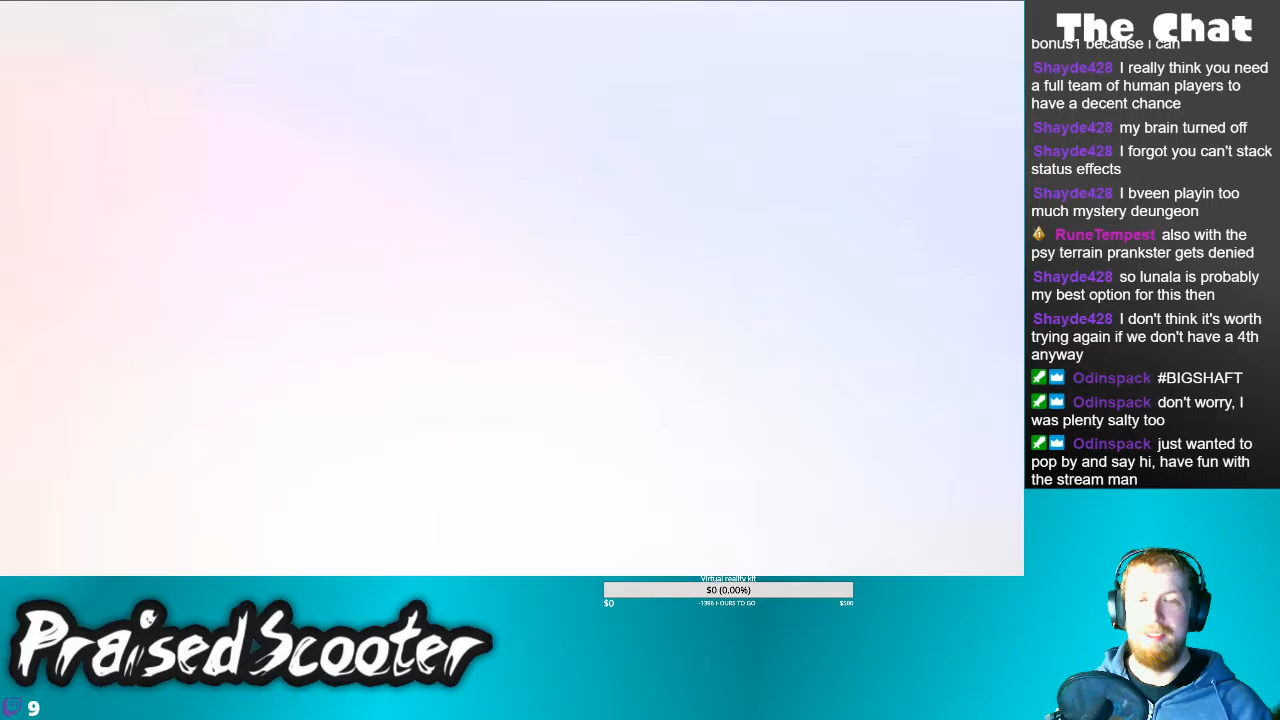 The Chat
bonus1 because i can
Shayde428 I really think you need
a full team of human players to
have a decent chance
Shayde428 my brain turned off
Shayde428 I forgot you can't stack
status effects
Shayde428 I bveen playin too
much mystery deungeon
RuneTempest also with the
psy terrain prankster gets denied
Shayde428 so lunala is probably
my best option for this then
Shayde428 I don't think it's worth
trying again if we don't have a 4th
anyway
Odinspack #BIGSHAFT
Odinspack don't worry, I
was plenty salty too
Odinspack just wanted to
pop by and say hi, have fun with
the stream man
Virtual reality kit
$0 (0.00%)
$0 -1396 HOURS TO GO $500
PraisedScooter
9